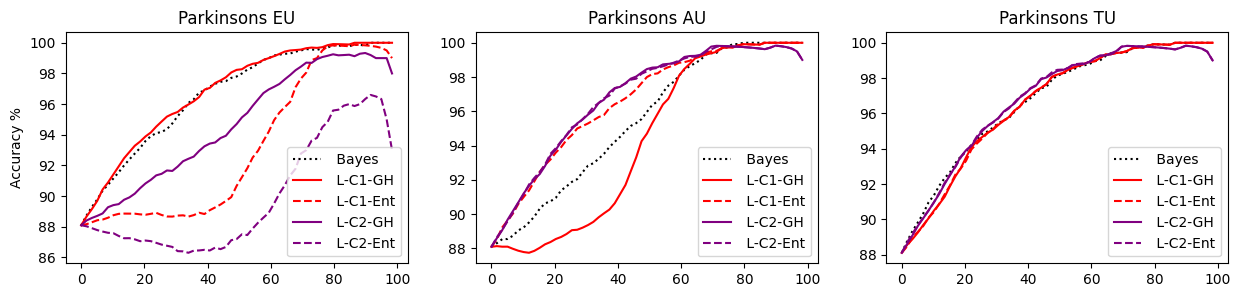 Parkinsons EU
Accuracy %
100
98
96
94
92
90
88
86
0
20
40
60
80
100
Bayes
L-C1-GH
L-C1-Ent
L-C2-GH
L-C2-Ent
Parkinsons AU
100
98
96
94
92
90
88
0
20
40
60
80
100
Bayes
L-C1-GH
L-C1-Ent
L-C2-GH
L-C2-Ent
Parkinsons TU
100
98
96
94
92
90
88
0
20
40
60
80
100
Bayes
L-C1-GH
L-C1-Ent
L-C2-GH
L-C2-Ent